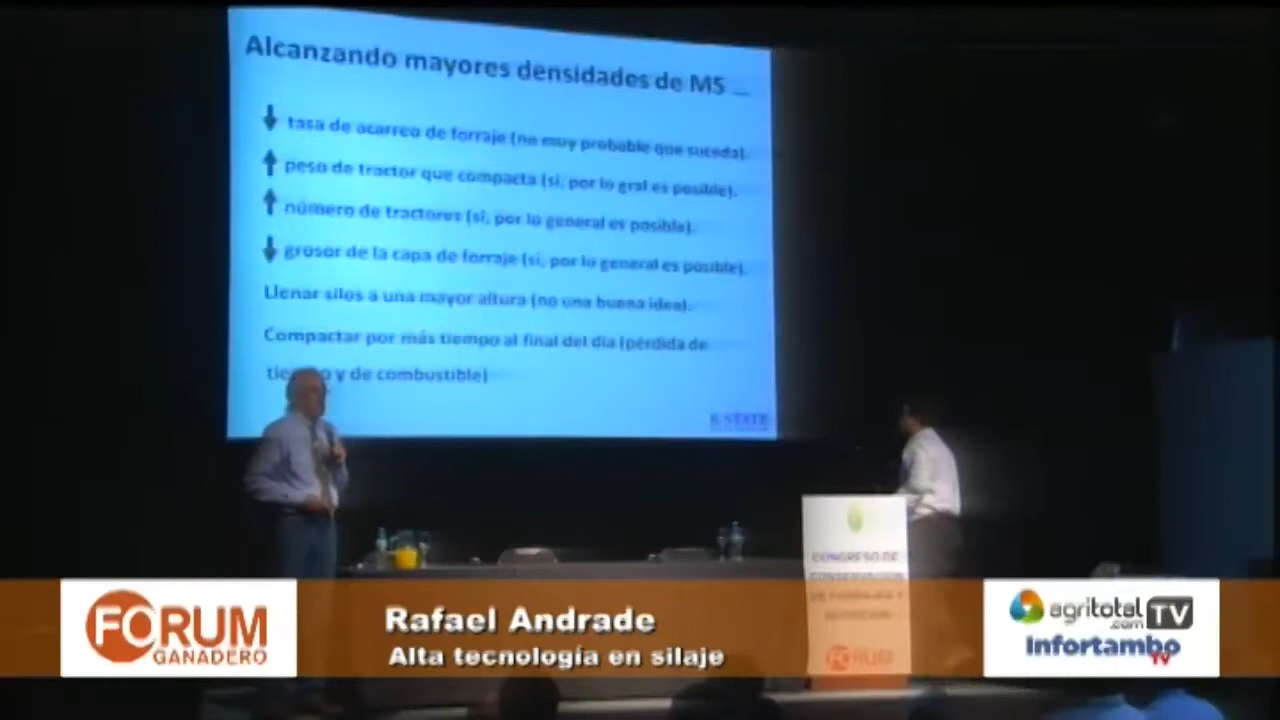 Alcanzando mayores densidades de MS ...
↓ tasa de acarreo de forraje (no muy probable que suceda).
↑ peso de tractor que compacta (si, por lo gral es posible).
↑ número de tractores (si, por lo general es posible).
↓ grosor de la capa de forraje (si, por lo general es posible).
Llenar silos a una mayor altura (no una buena idea).
Compactar por más tiempo al final del dia (pérdida de
y de combustible)
K-STATE
CONGRESO DE
FORUM
FORUM
GANADERO
Rafael Andrade
Alta tecnología en silaje
agritotal
.com
TV
Infortambo
TV